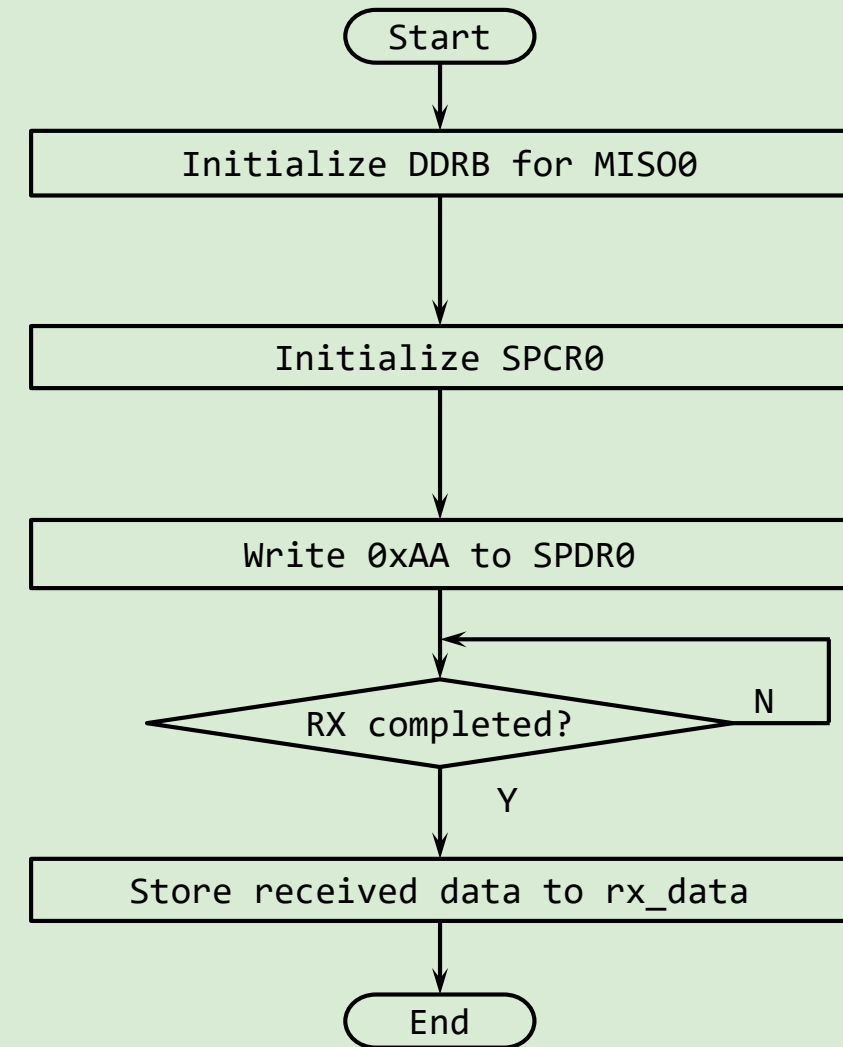 Start
Initialize DDRB for MISO0
Initialize SPCR0
Write 0xAA to SPDR0
RX completed?
N
Y
Store received data to rx_data
End